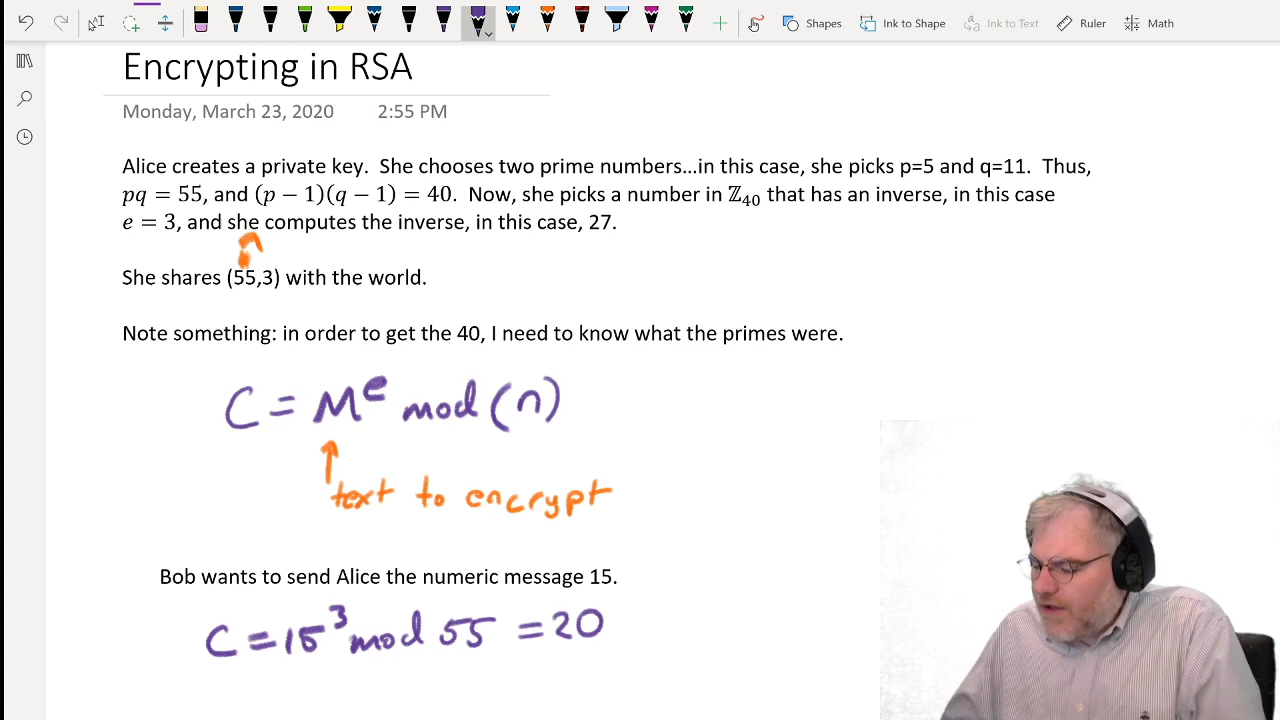 Shapes Ink to Shape Ink to Text Ruler Math
Encrypting in RSA
Monday, March 23, 2020 2:55 PM
Alice creates a private key. She chooses two prime numbers...in this case, she picks p=5 and q=11. Thus,
𝑝𝑞 = 55, and (𝑝 − 1)(𝑞 − 1) = 40. Now, she picks a number in ℤ₄₀ that has an inverse, in this case
𝑒 = 3, and she computes the inverse, in this case, 27.
n
She shares (55,3) with the world.
Note something: in order to get the 40, I need to know what the primes were.
C = Mᵉ mod (n)
text to encrypt
Bob wants to send Alice the numeric message 15.
C = 15³ mod 55 = 20